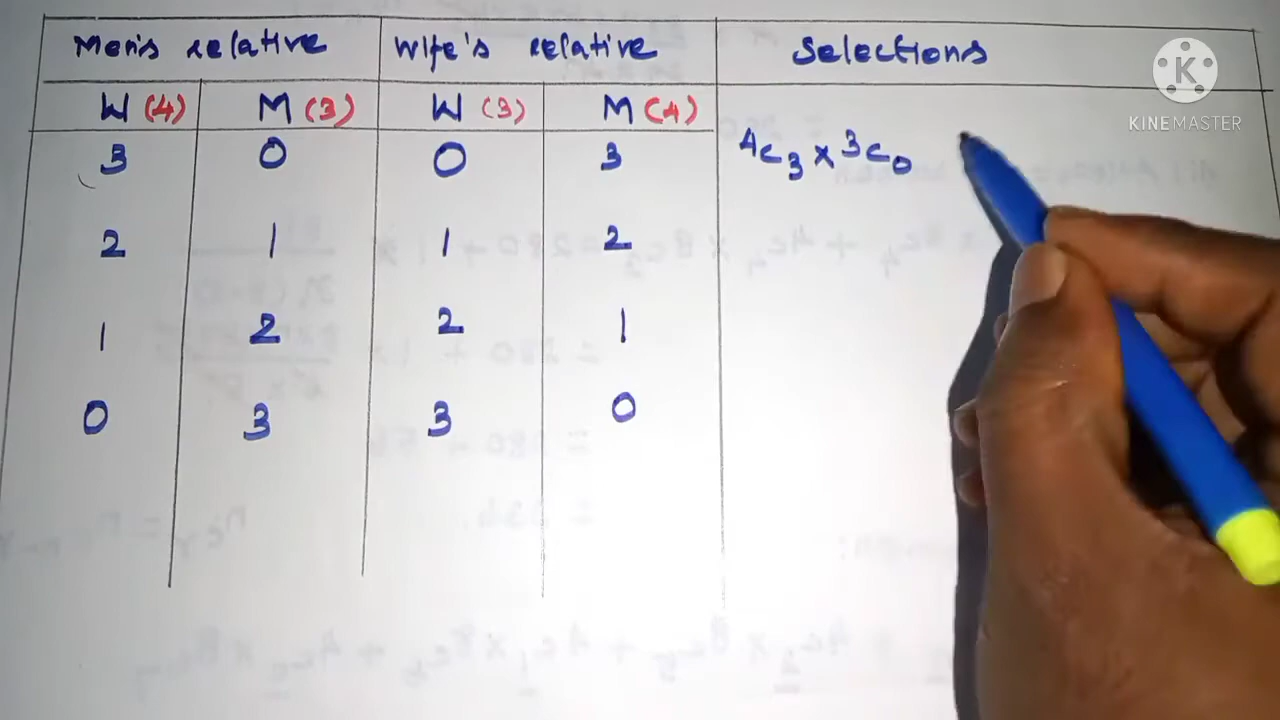 Men's relative Wife's relative Selections
W (4) M (3) W (3) M (4)
3 0 0 3 4c3 × 3c0
2 1 1 2
1 2 2 1
0 3 3 0
K
KINEMASTER